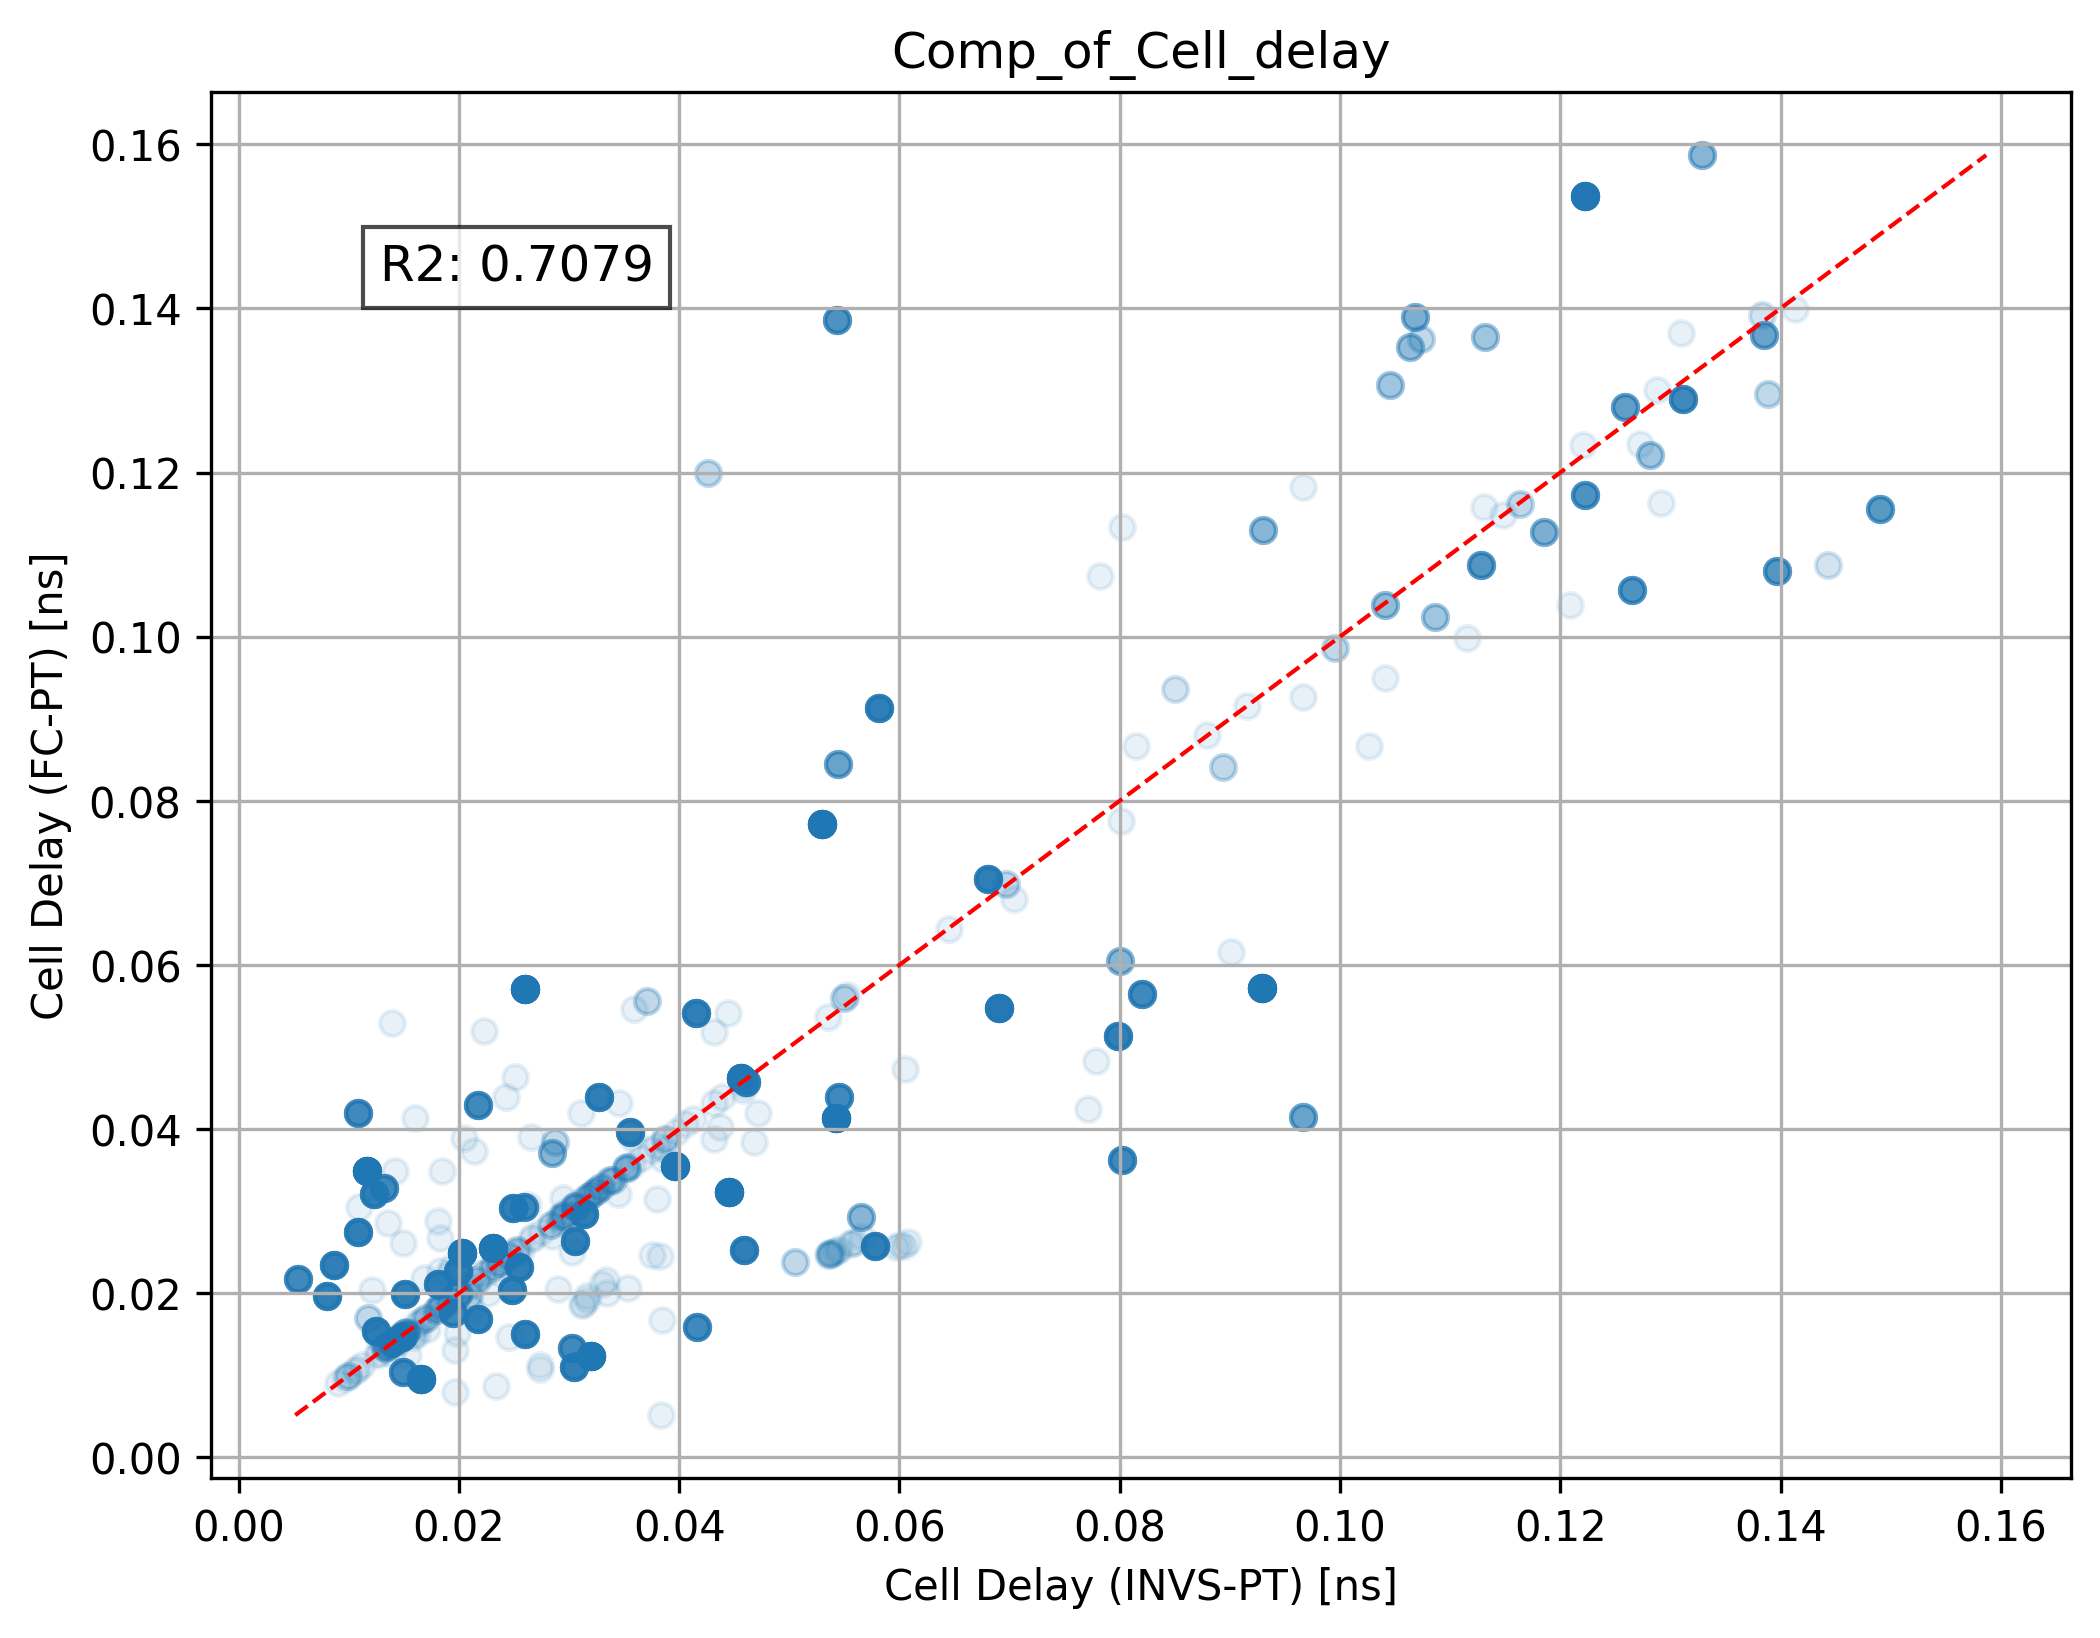 Comp_of_Cell_delay
R2: 0.7079
Cell Delay (FC-PT) [ns]
0.16
0.14
0.12
0.10
0.08
0.06
0.04
0.02
0.00
0.00 0.02 0.04 0.06 0.08 0.10 0.12 0.14 0.16
Cell Delay (INVS-PT) [ns]